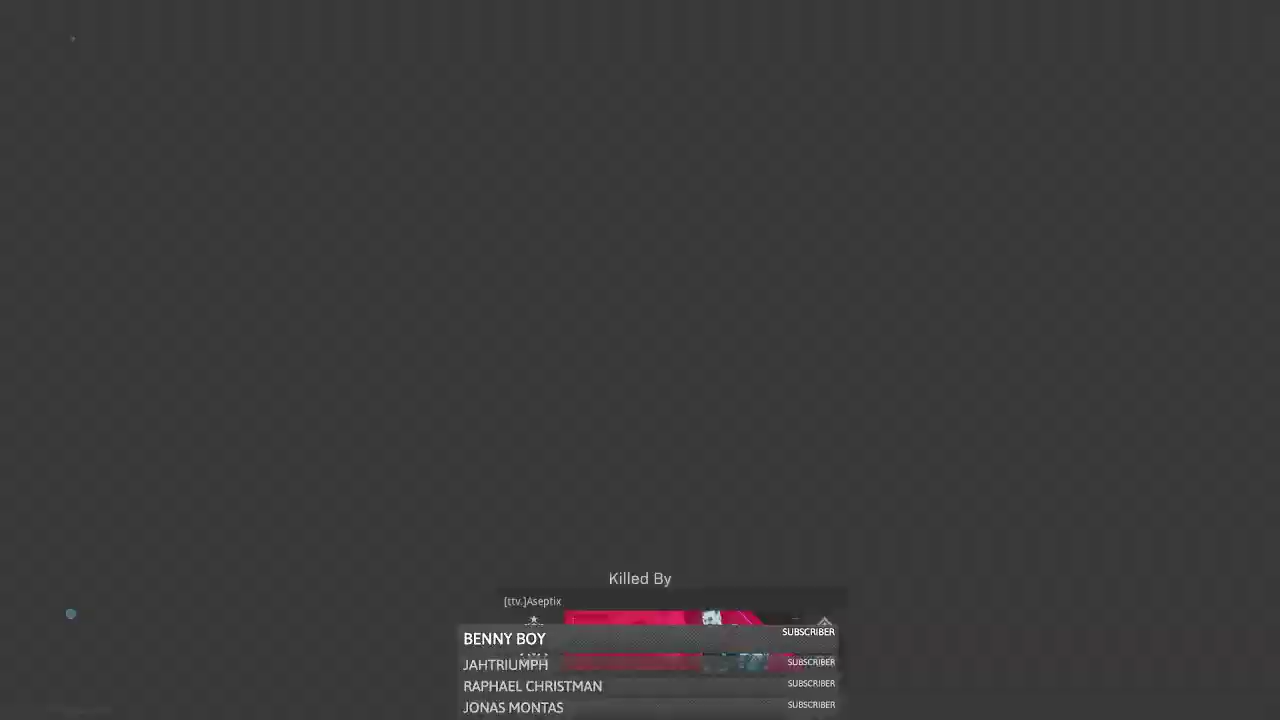 Killed By
[ttv.]Aseptix
BENNY BOY SUBSCRIBER
JAHTRIUMPH SUBSCRIBER
RAPHAEL CHRISTMAN SUBSCRIBER
JONAS MONTAS SUBSCRIBER